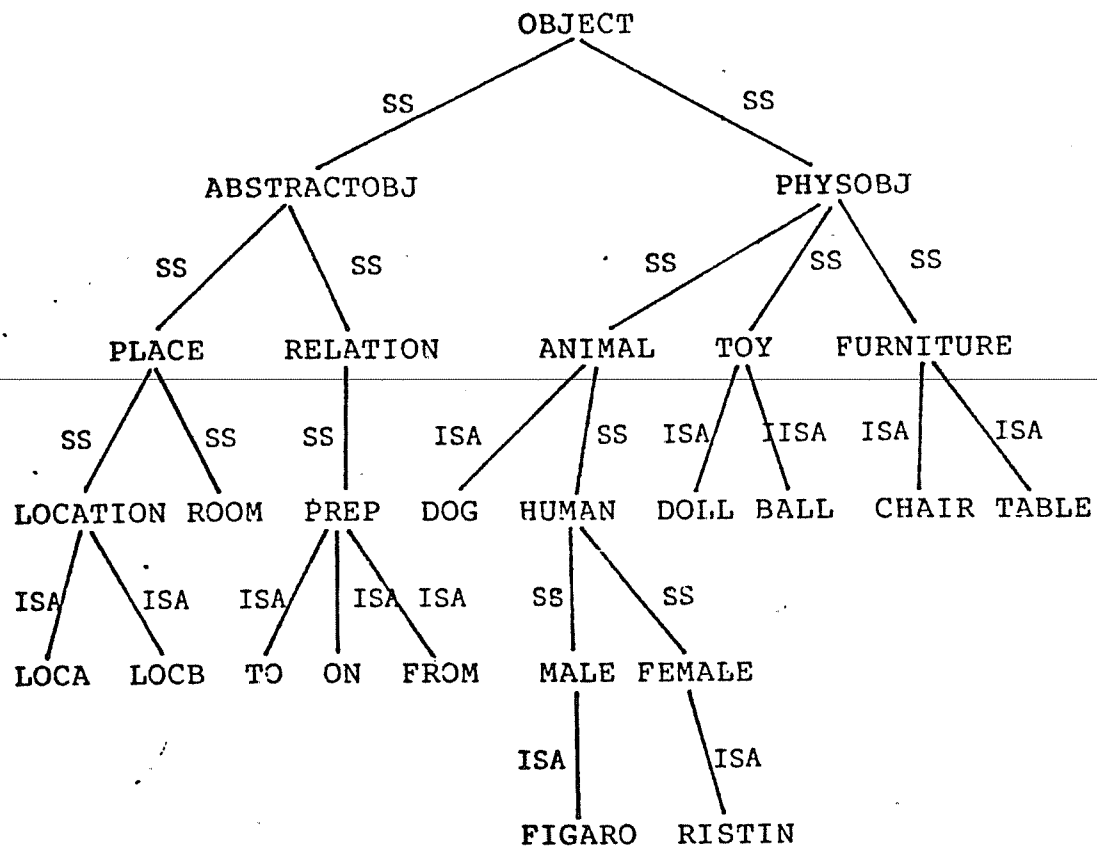 OBJECT
SS SS
ABSTRACTOBJ PHYSOBJ
SS SS SS SS SS
PLACE RELATION ANIMAL TOY FURNITURE
SS SS SS ISA SS ISA IISA ISA ISA
LOCATION ROOM PREP DOG HUMAN DOLL BALL CHAIR TABLE
ISA ISA ISA ISA ISA SS SS
LOCA LOCB TO ON FROM MALE FEMALE
ISA ISA
FIGARO RISTIN